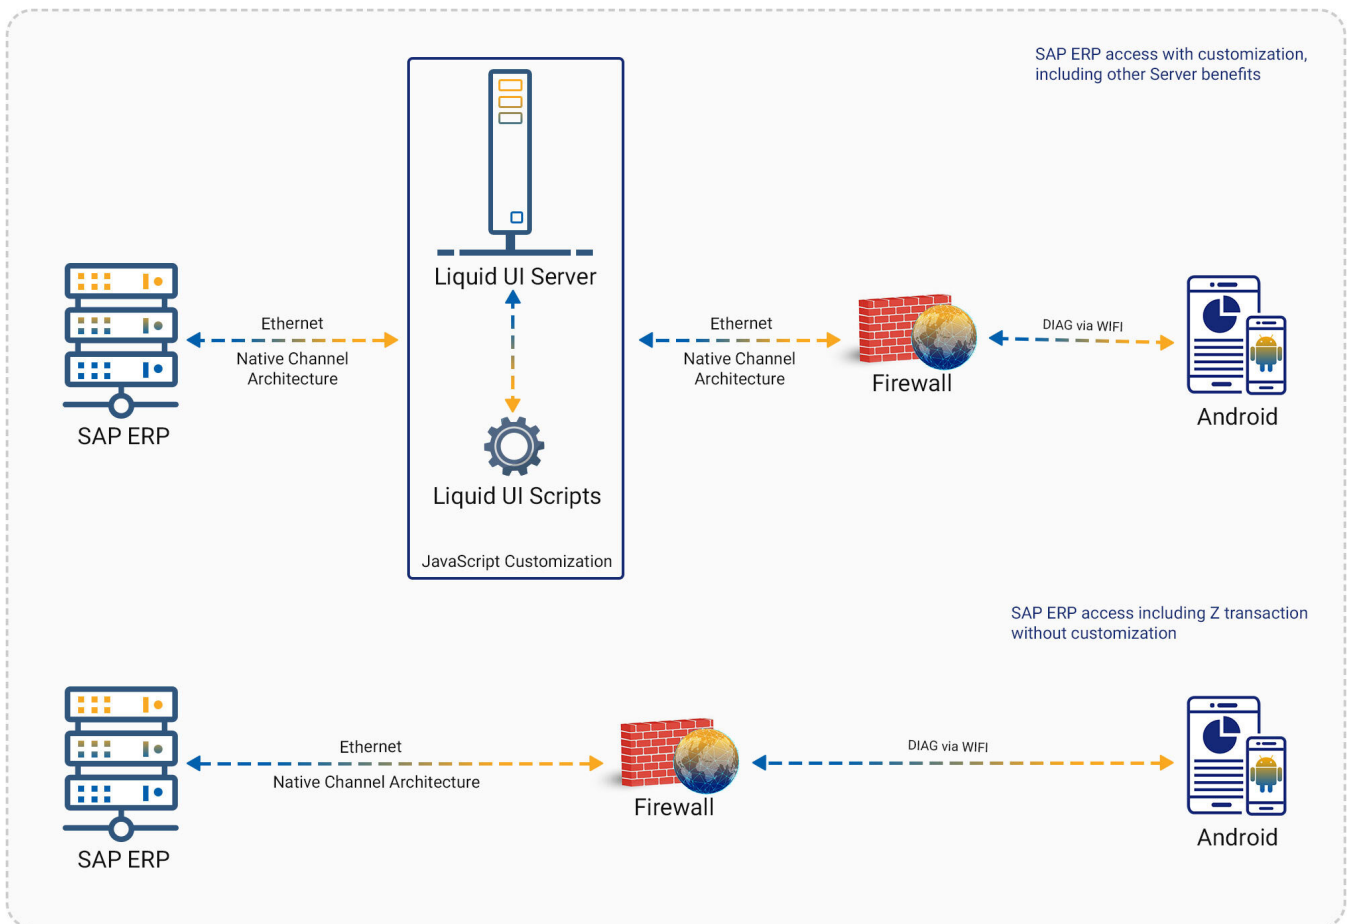 SAP ERP access with customization,
including other Server benefits
Liquid UI Server
Ethernet
Native Channel
Architecture
SAP ERP
Liquid UI Scripts
JavaScript Customization
Ethernet
Native Channel
Architecture
Firewall
DIAG via WIFI
Android
SAP ERP access including Z transaction
without customization
SAP ERP
Ethernet
Native Channel Architecture
Firewall
DIAG via WIFI
Android